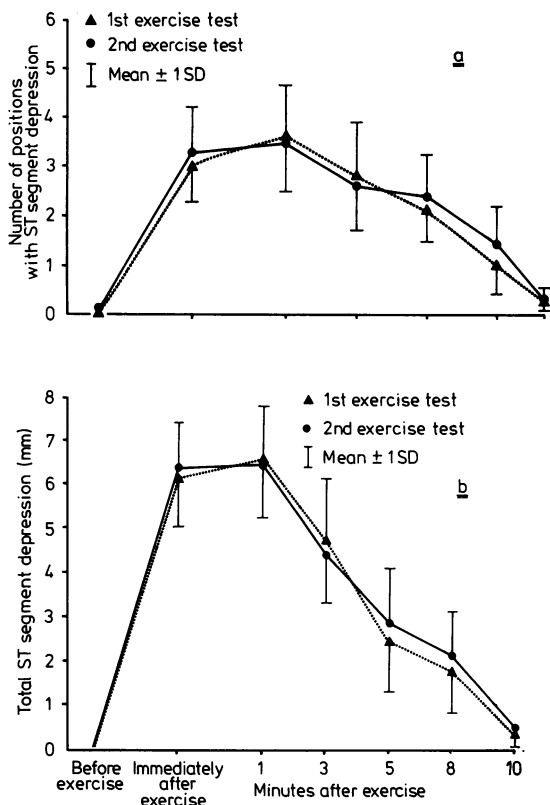 6
5
4
3
2
1
0
Number of positions
with ST segment depression
1st exercise test
2nd exercise test
Mean ± 1SD
a
8
7
6
5
4
3
2
1
0
Total ST segment depression (mm)
1st exercise test
2nd exercise test
Mean ± 1SD
b
Before
exercise
Immediately
after
exercise
1
3
5
8
10
Minutes after exercise